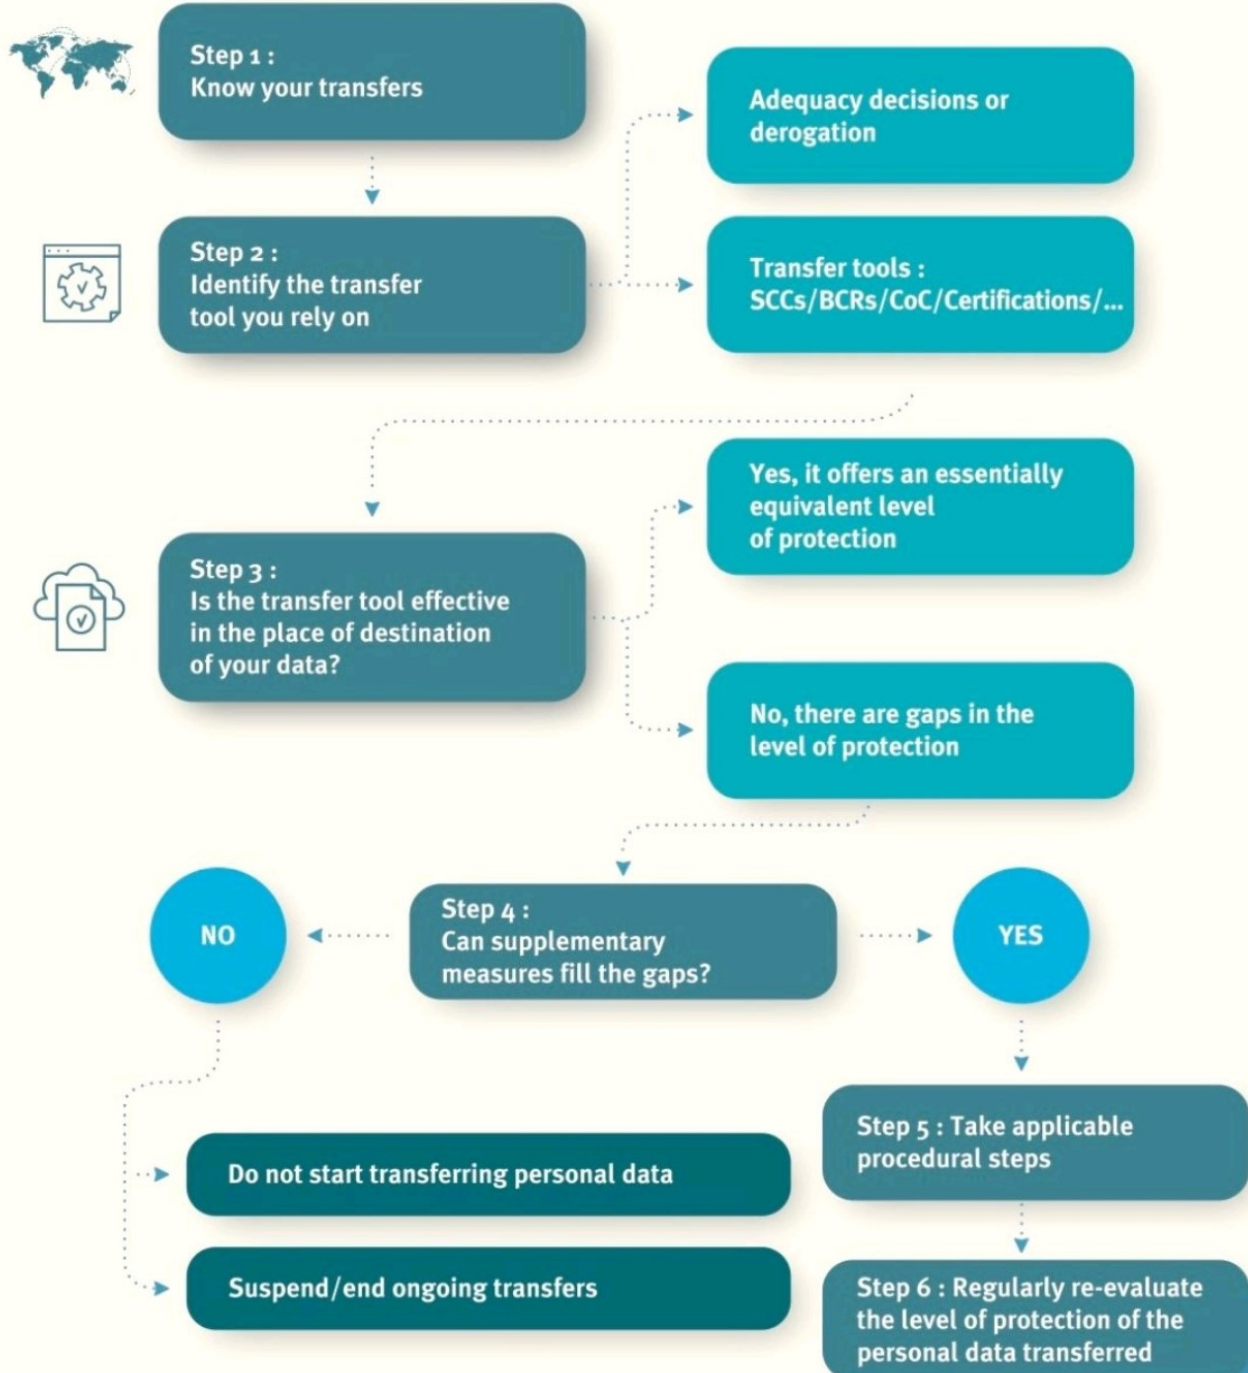 Step 1 :
Know your transfers
Adequacy decisions or
derogation
Step 2 :
Identify the transfer
tool you rely on
Transfer tools :
SCCs/BCRs/CoC/Certifications/...
Yes, it offers an essentially
equivalent level
of protection
Step 3 :
Is the transfer tool effective
in the place of destination
of your data?
No, there are gaps in the
level of protection
NO
Step 4 :
Can supplementary
measures fill the gaps?
YES
Step 5 : Take applicable
procedural steps
Do not start transferring personal data
Suspend/end ongoing transfers
Step 6 : Regularly re-evaluate
the level of protection of the
personal data transferred